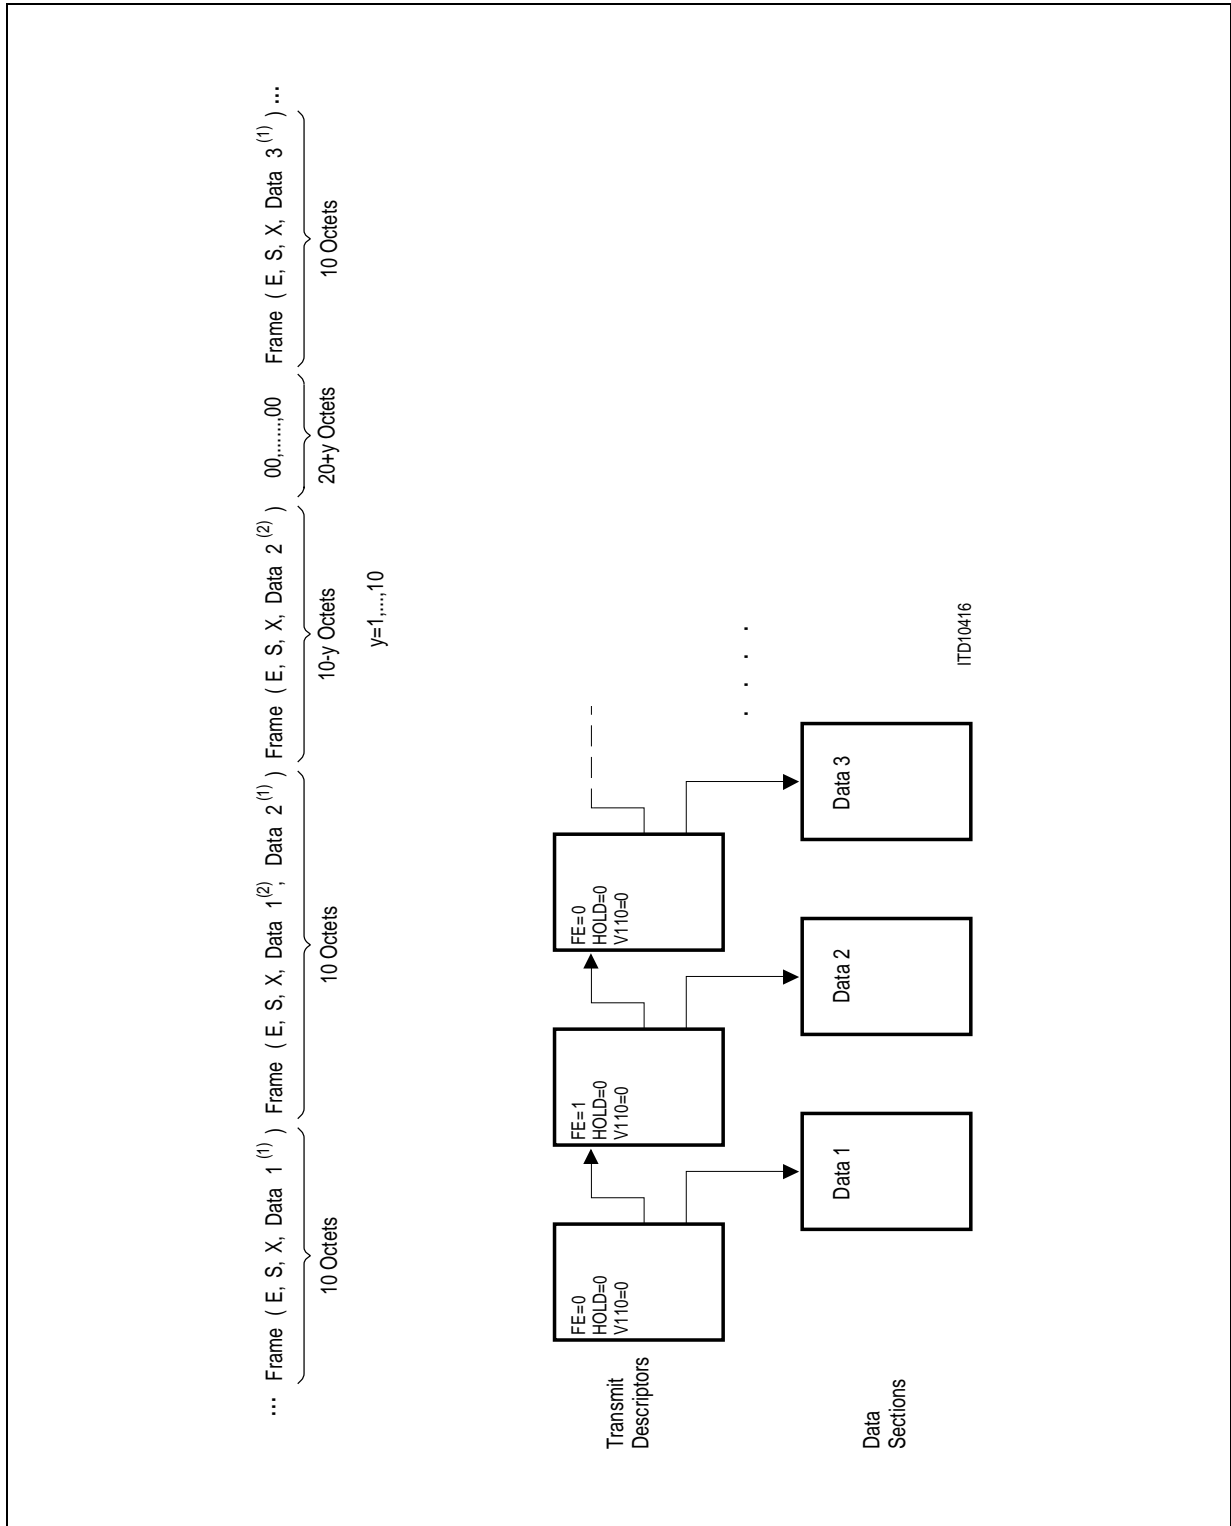 ... Frame ( E, S, X, Data 1 (1) ) Frame ( E, S, X, Data 1(2), Data 2 (1) ) Frame ( E, S, X, Data 2 (2) ) 00,......,00 Frame ( E, S, X, Data 3 (1) ) ...
10 Octets 10 Octets 10-y Octets 20+y Octets 10 Octets
y=1,...,10
Transmit
Descriptors
FE=0
HOLD=0
V110=0
FE=1
HOLD=0
V110=0
FE=0
HOLD=0
V110=0
. . . .
Data
Sections
Data 1
Data 2
Data 3
ITD10416